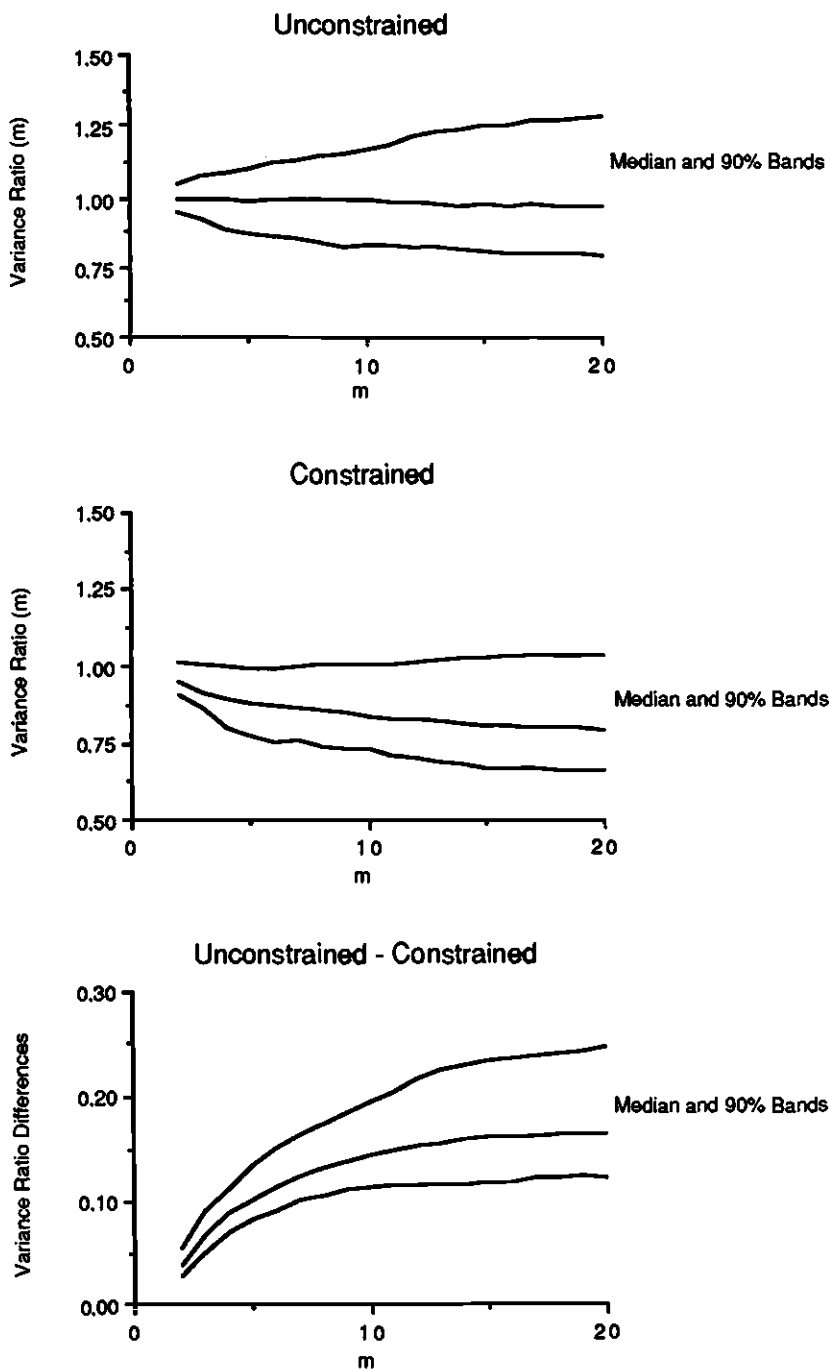 Unconstrained
Variance Ratio (m)
1.50
1.25
1.00
0.75
0.50
0
10
20
m
Median and 90% Bands
Constrained
Variance Ratio (m)
1.50
1.25
1.00
0.75
0.50
0
10
20
m
Median and 90% Bands
Unconstrained - Constrained
Variance Ratio Differences
0.30
0.20
0.10
0.00
0
10
20
m
Median and 90% Bands